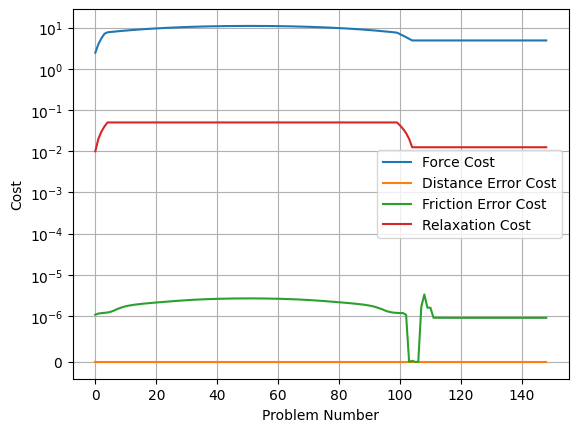 10^1
10^0
10^-1
10^-2
10^-3
10^-4
10^-5
10^-6
0
Cost
Force Cost
Distance Error Cost
Friction Error Cost
Relaxation Cost
0 20 40 60 80 100 120 140
Problem Number